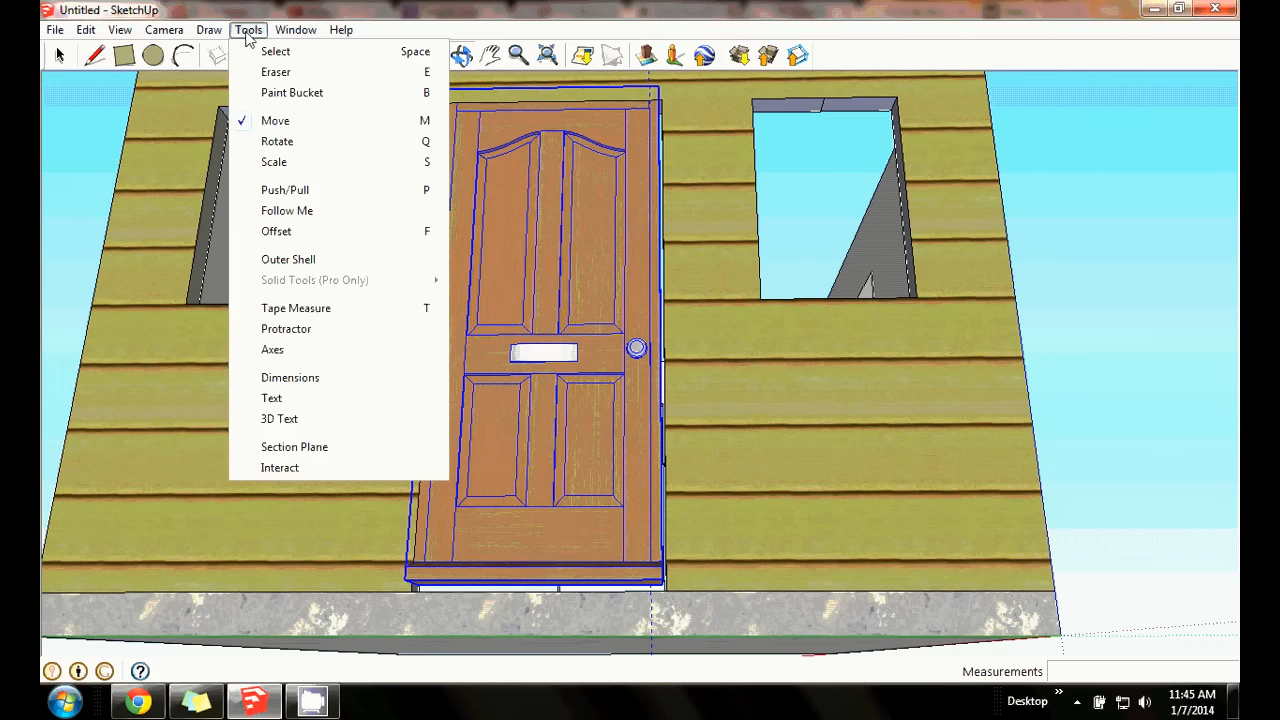 Untitled - SketchUp
File Edit View Camera Draw Tools Window Help
Select Space
Eraser E
Paint Bucket B
Move M
Rotate Q
Scale S
Push/Pull P
Follow Me
Offset F
Outer Shell
Solid Tools (Pro Only)
Tape Measure T
Protractor
Axes
Dimensions
Text
3D Text
Section Plane
Interact
Measurements
Desktop
11:45 AM
1/7/2014